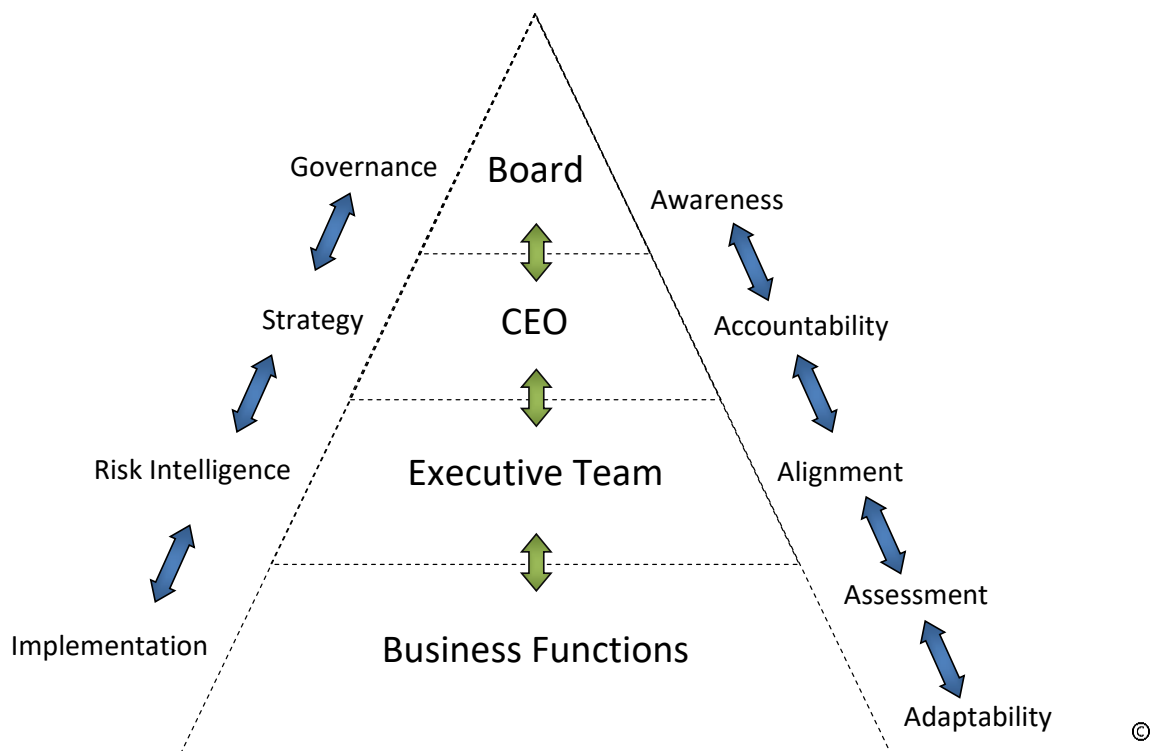 Governance
Board
Awareness
Strategy
CEO
Accountability
Risk Intelligence
Executive Team
Alignment
Assessment
Implementation
Business Functions
Adaptability
©